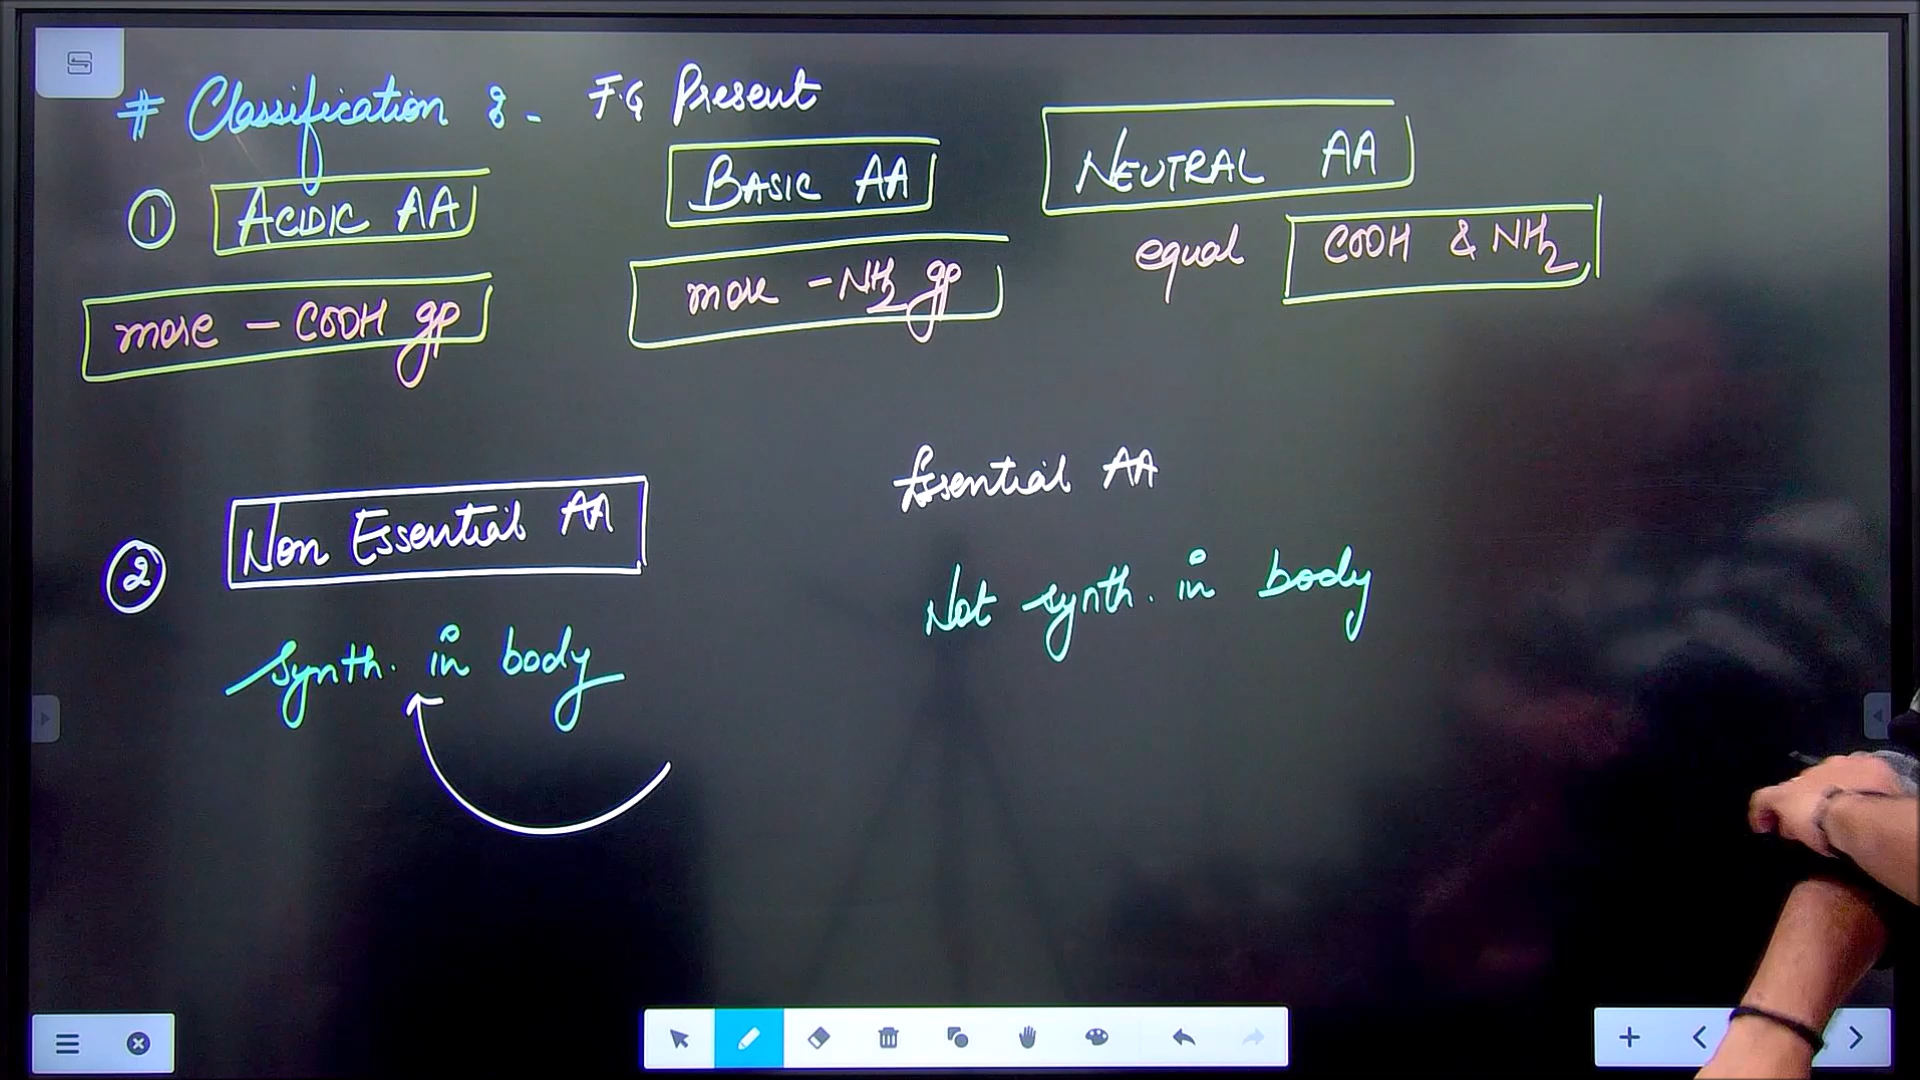 # Classification :- F.G Present
① ACIDIC AA BASIC AA NEUTRAL AA
more - COOH gp more -NH2 gp equal COOH & NH2
② Non Essential AA Essential AA
Synth. in body Not synth. in body